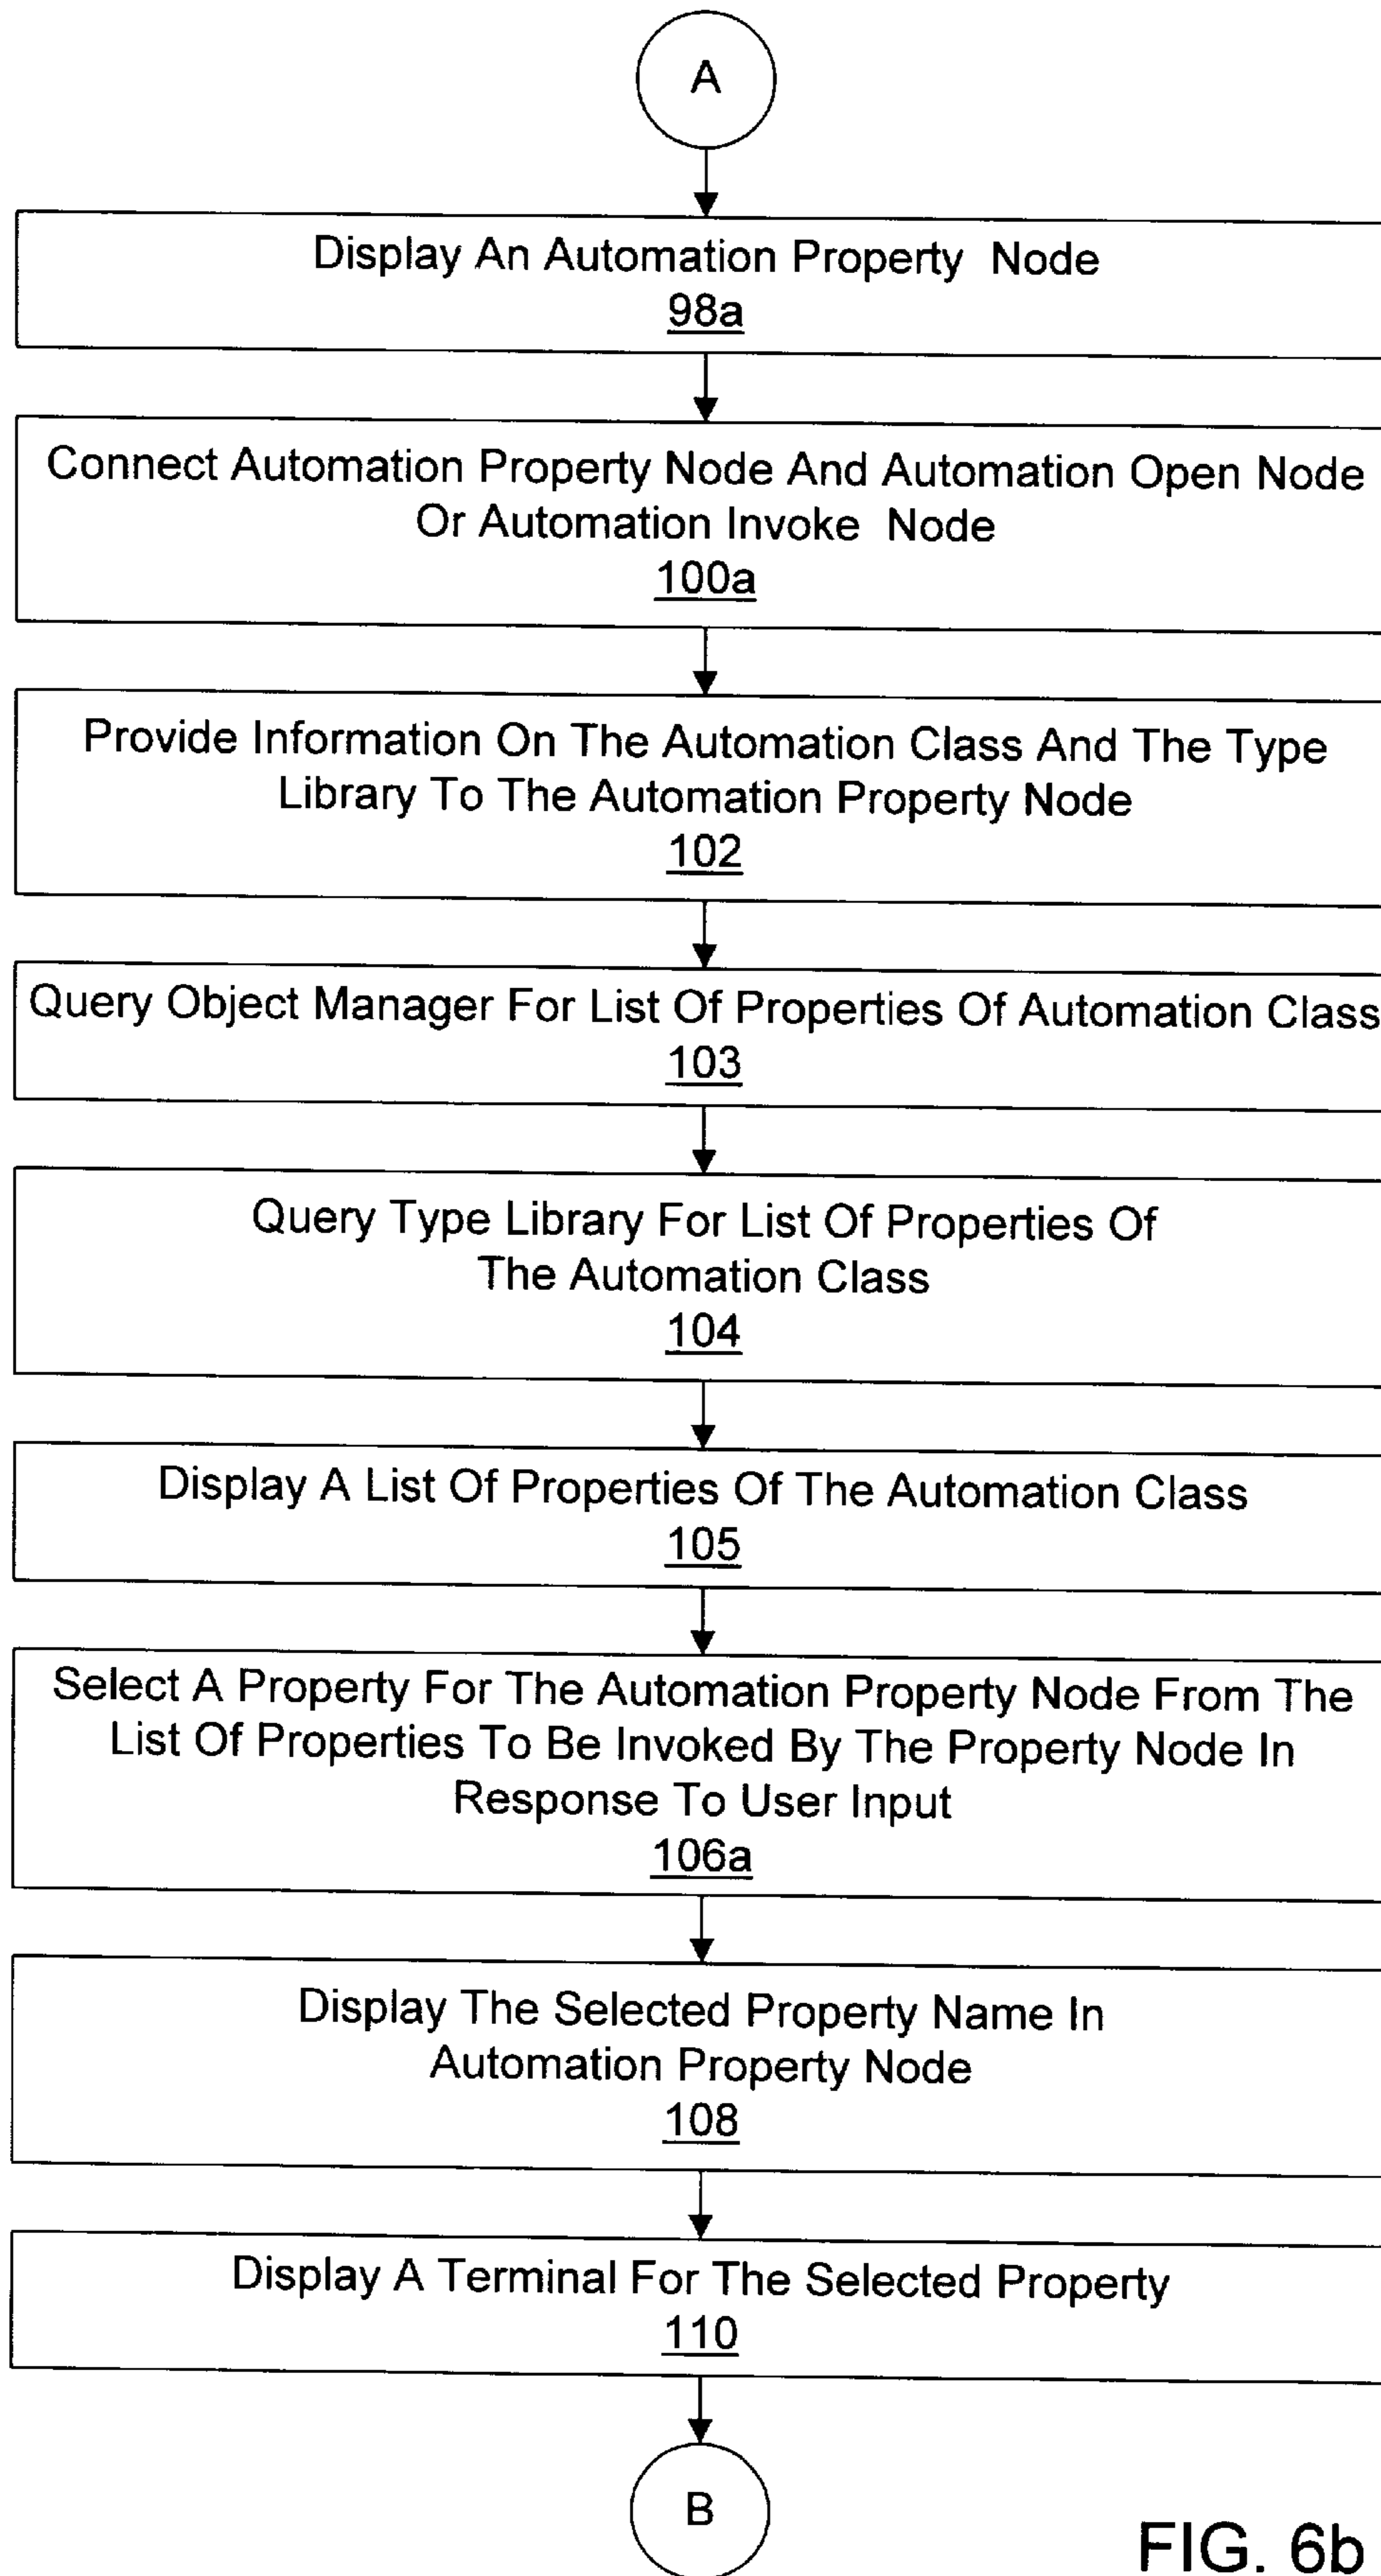 A
Display An Automation Property Node
98a
Connect Automation Property Node And Automation Open Node
Or Automation Invoke Node
100a
Provide Information On The Automation Class And The Type
Library To The Automation Property Node
102
Query Object Manager For List Of Properties Of Automation Class
103
Query Type Library For List Of Properties Of
The Automation Class
104
Display A List Of Properties Of The Automation Class
105
Select A Property For The Automation Property Node From The
List Of Properties To Be Invoked By The Property Node In
Response To User Input
106a
Display The Selected Property Name In
Automation Property Node
108
Display A Terminal For The Selected Property
110
B
FIG. 6b